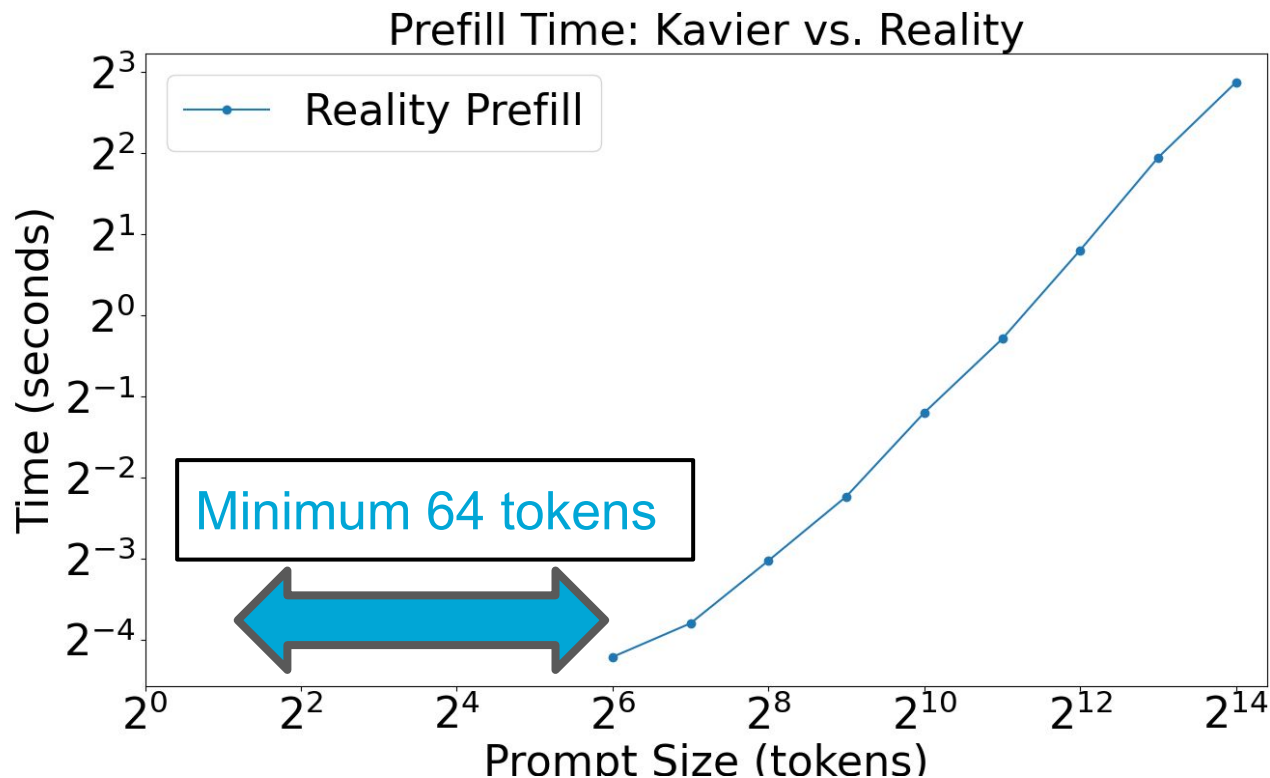 Prefill Time: Kavier vs. Reality
Reality Prefill
2³
2²
2¹
2⁰
2⁻¹
2⁻²
2⁻³
2⁻⁴
Time (seconds)
Minimum 64 tokens
2⁰ 2² 2⁴ 2⁶ 2⁸ 2¹⁰ 2¹² 2¹⁴
Prompt Size (tokens)